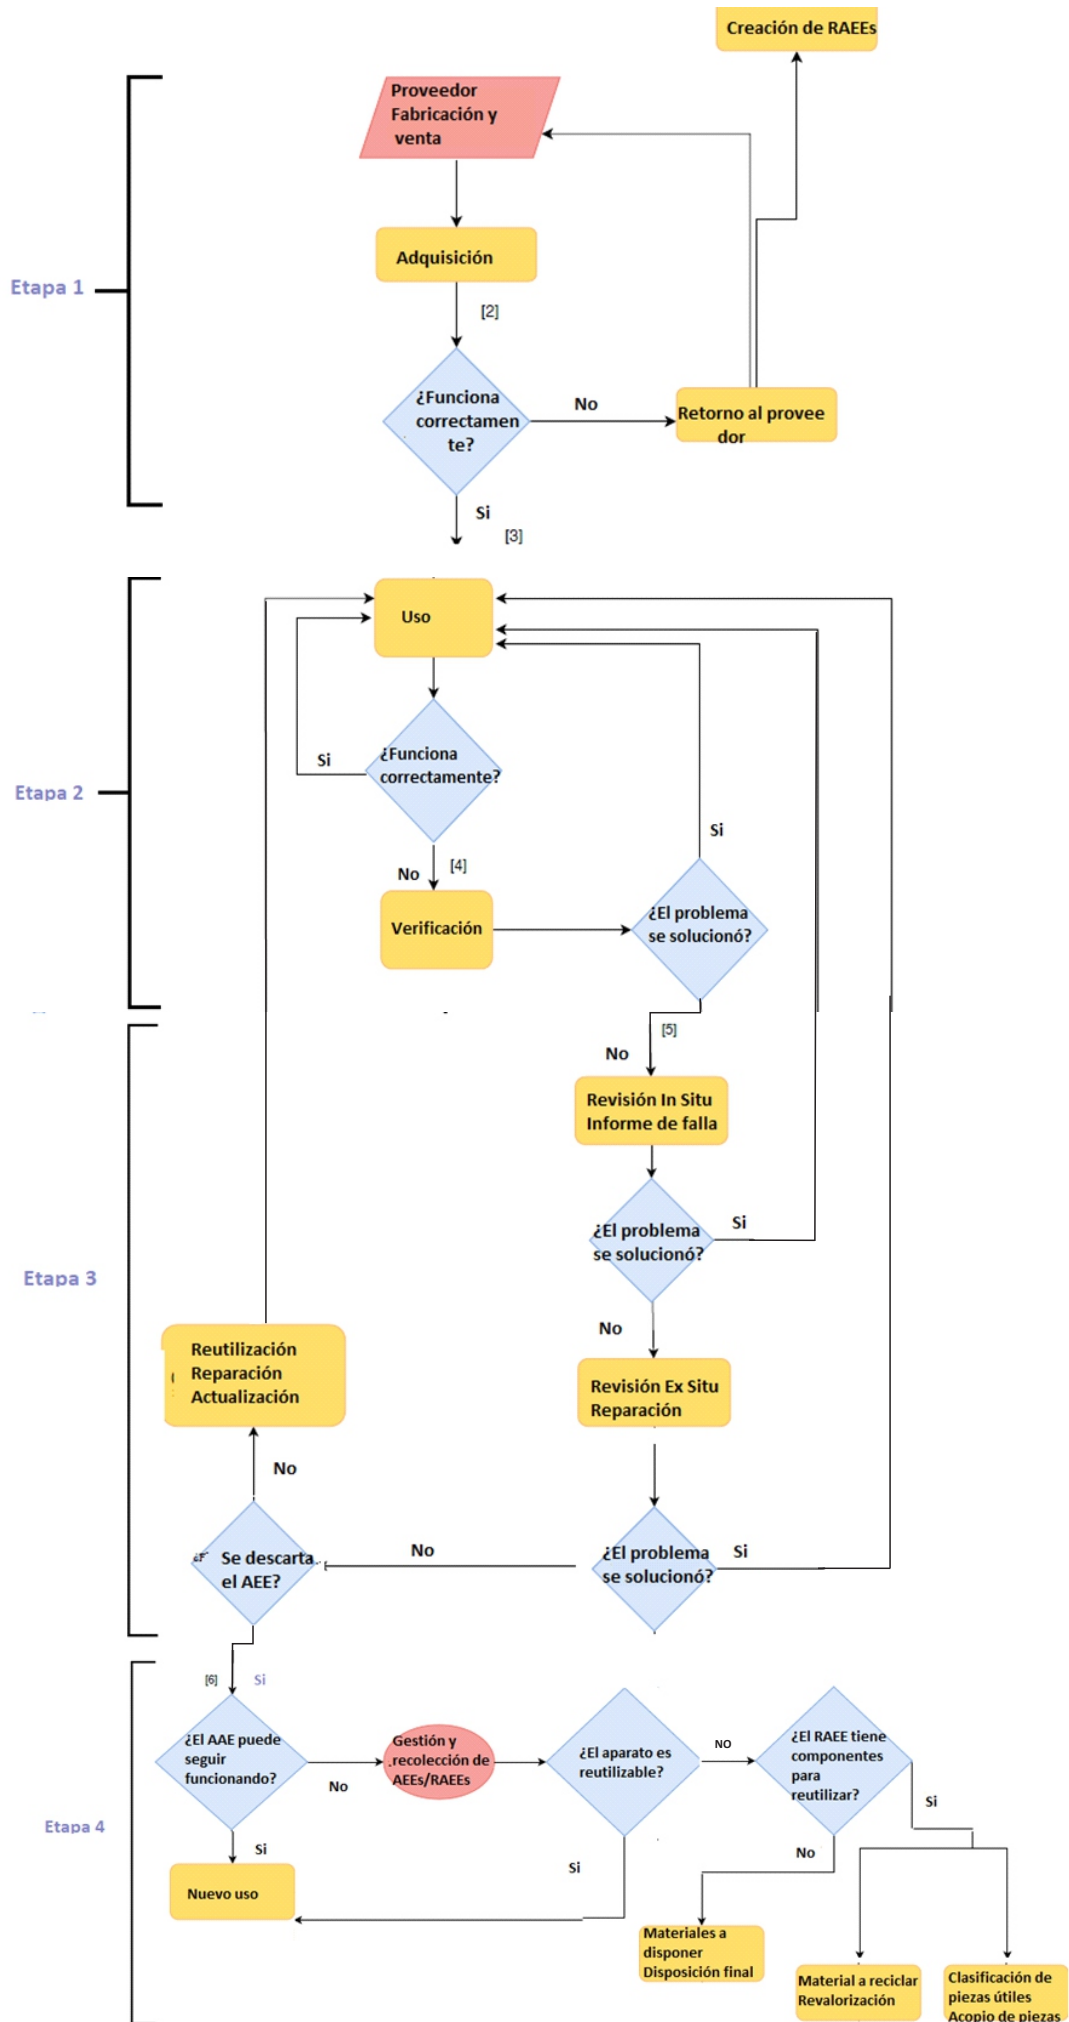 Creación de RAEEs
Proveedor
Fabricación y
venta
Adquisición
Etapa 1
[2]
¿Funciona
correctamen
te?
No
Retorno al provee
dor
Si
[3]
Uso
Si
¿Funciona
correctamente?
Etapa 2
Si
No
[4]
Verificación
¿El problema
se solucionó?
[5]
No
Revisión In Situ
Informe de falla
¿El problema
se solucionó?
Si
Etapa 3
No
Reutilización
Reparación
Actualización
Revisión Ex Situ
Reparación
No
Se descarta
el AEE?
No
¿El problema
se solucionó?
Si
[6]
Si
¿El AAE puede
seguir
funcionando?
No
Gestión y
recolección de
AEEs/RAEEs
¿El aparato es
reutilizable?
NO
¿El RAEE tiene
componentes
para
reutilizar?
Si
Etapa 4
Si
Nuevo uso
Si
No
Materiales a
disponer
Disposición final
Material a reciclar
Revalorización
Clasificación de
piezas útiles
Acopio de piezas